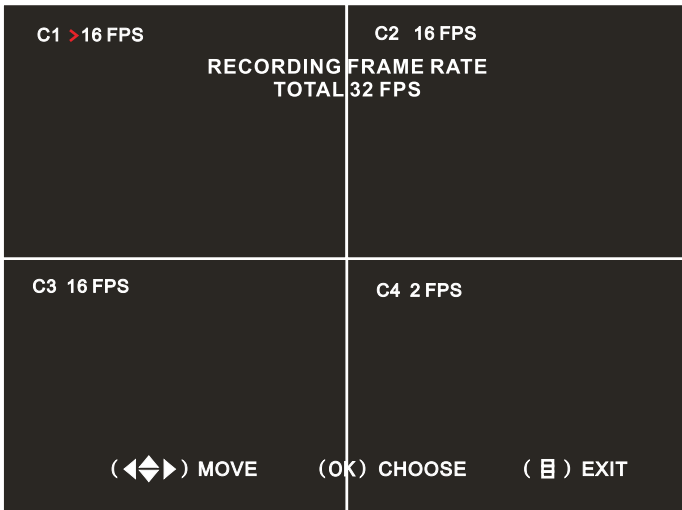 C1 >16 FPS
C2 16 FPS
RECORDING FRAME RATE
TOTAL 32 FPS
C3 16 FPS
C4 2 FPS
(◀◆▶) MOVE (OK) CHOOSE (目) EXIT